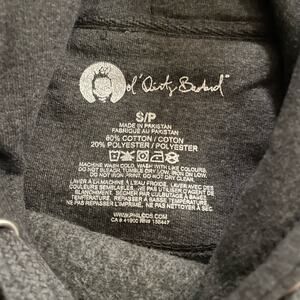 ol' Dirty Bastard"
S/P
MADE IN PAKISTAN
FABRIQUÉ AU PAKISTAN
80% COTTON / COTON
20% POLYESTER / POLYESTER
MACHINE WASH COLD, WASH WITH LIKE COLOURS,
DO NOT BLEACH, TUMBLE DRY LOW, IRON ON LOW,
DO NOT IRON PRINT, DO NOT DRY CLEAN.
LAVER A LA MACHINE A L'EAU FROIDE, LAVER AVEC DES
COULEURS SEMBLABLES, NE PAS UTILISER D'AGENT DE
BLANCHIMENT, SÉCHER PAR CULBUTAGE A BASSE
TEMPÉRATURE, REPASSER A BASSE TEMPÉRATURE
NE PAS REPASSER L'IMPRIMÉ, NE PAS NETTOYER A SEC.
CA # 41900